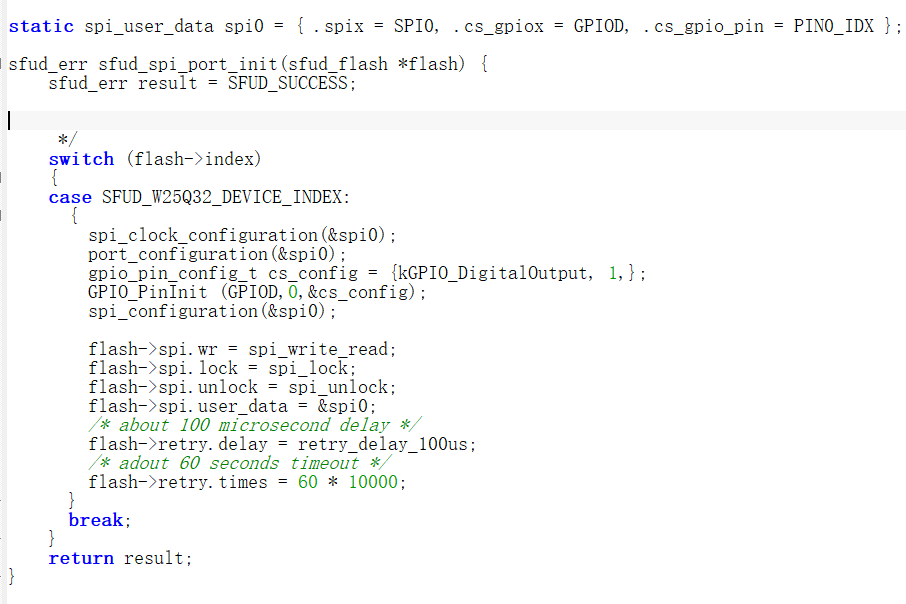 static spi_user_data spi0 = { .spix = SPI0, .cs_gpiox = GPIOD, .cs_gpio_pin = PIN0_IDX };
sfud_err sfud_spi_port_init(sfud_flash *flash) {
    sfud_err result = SFUD_SUCCESS;
     */
    switch (flash->index)
    {
    case SFUD_W25Q32_DEVICE_INDEX:
      {
        spi_clock_configuration(&spi0);
        port_configuration(&spi0);
        gpio_pin_config_t cs_config = {kGPIO_DigitalOutput, 1,};
        GPIO_PinInit (GPIOD,0,&cs_config);
        spi_configuration(&spi0);
        flash->spi.wr = spi_write_read;
        flash->spi.lock = spi_lock;
        flash->spi.unlock = spi_unlock;
        flash->spi.user_data = &spi0;
        /* about 100 microsecond delay */
        flash->retry.delay = retry_delay_100us;
        /* adout 60 seconds timeout */
        flash->retry.times = 60 * 10000;
      }
      break;
    }
    return result;
}